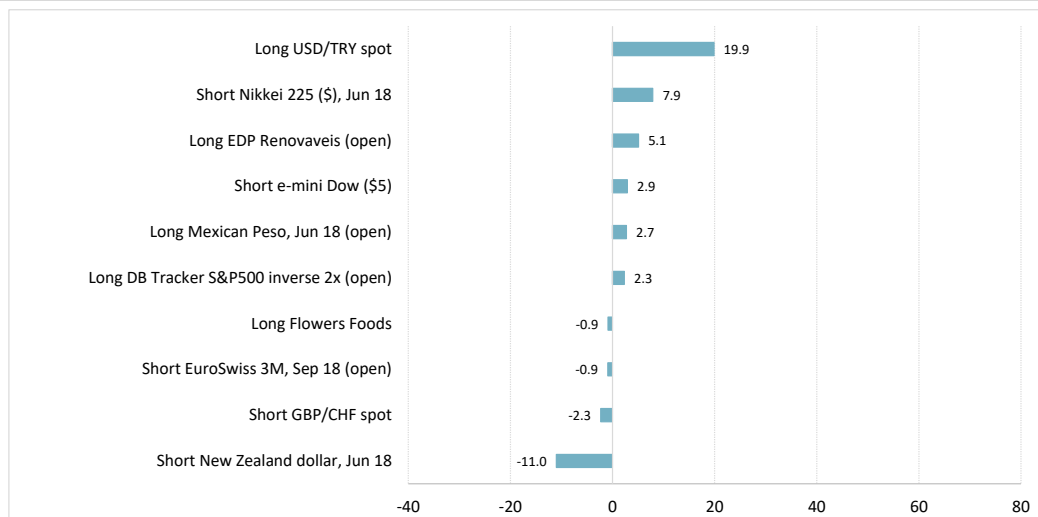 Long USD/TRY spot 19.9
Short Nikkei 225 ($), Jun 18 7.9
Long EDP Renovaveis (open) 5.1
Short e-mini Dow ($5) 2.9
Long Mexican Peso, Jun 18 (open) 2.7
Long DB Tracker S&P500 inverse 2x (open) 2.3
Long Flowers Foods -0.9
Short EuroSwiss 3M, Sep 18 (open) -0.9
Short GBP/CHF spot -2.3
Short New Zealand dollar, Jun 18 -11.0
-40 -20 0 20 40 60 80